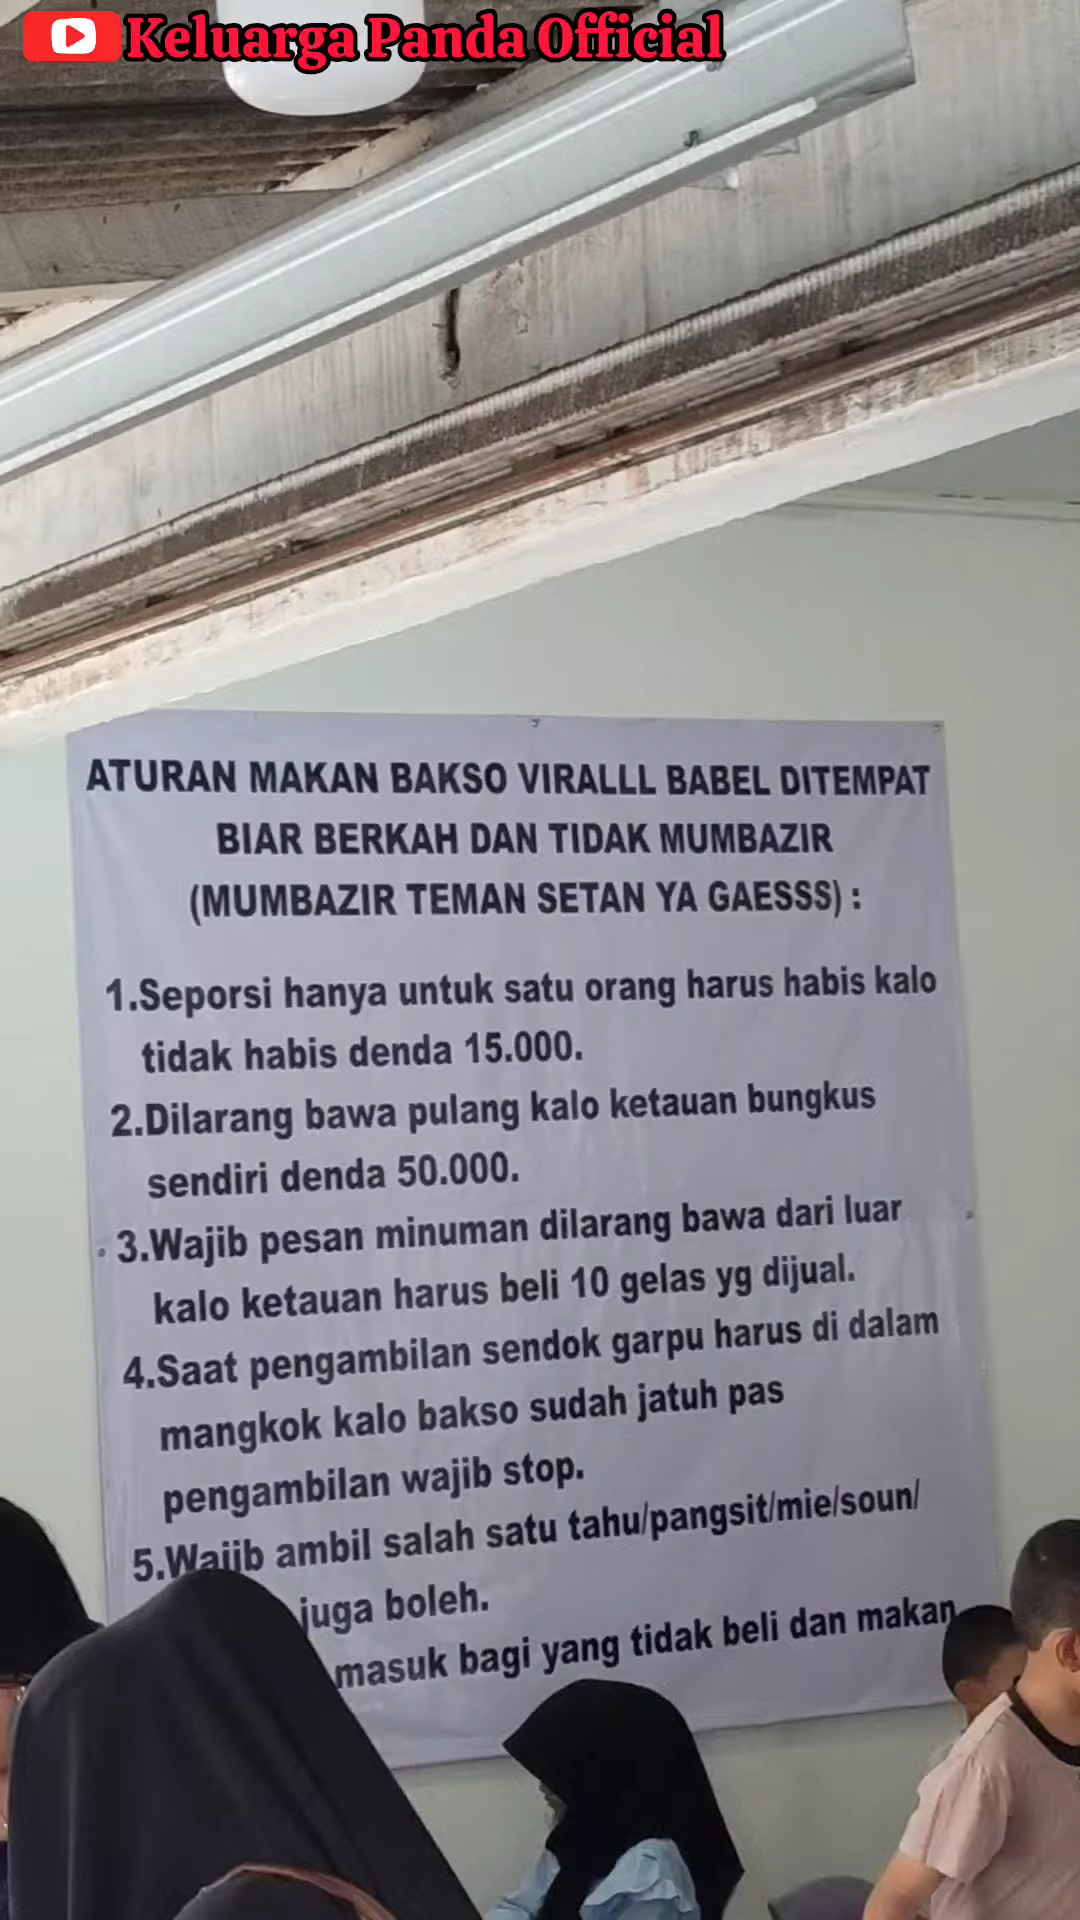 Keluarga Panda Official
ATURAN MAKAN BAKSO VIRALLL BABEL DITEMPAT
BIAR BERKAH DAN TIDAK MUMBAZIR
(MUMBAZIR TEMAN SETAN YA GAESSS) :
1.Seporsi hanya untuk satu orang harus habis kalo
tidak habis denda 15.000.
2.Dilarang bawa pulang kalo ketauan bungkus
sendiri denda 50.000.
3.Wajib pesan minuman dilarang bawa dari luar
kalo ketauan harus beli 10 gelas yg dijual.
4.Saat pengambilan sendok garpu harus di dalam
mangkok kalo bakso sudah jatuh pas
pengambilan wajib stop.
5.Wajib ambil salah satu tahu/pangsit/mie/soun/
juga boleh.
masuk bagi yang tidak beli dan makan